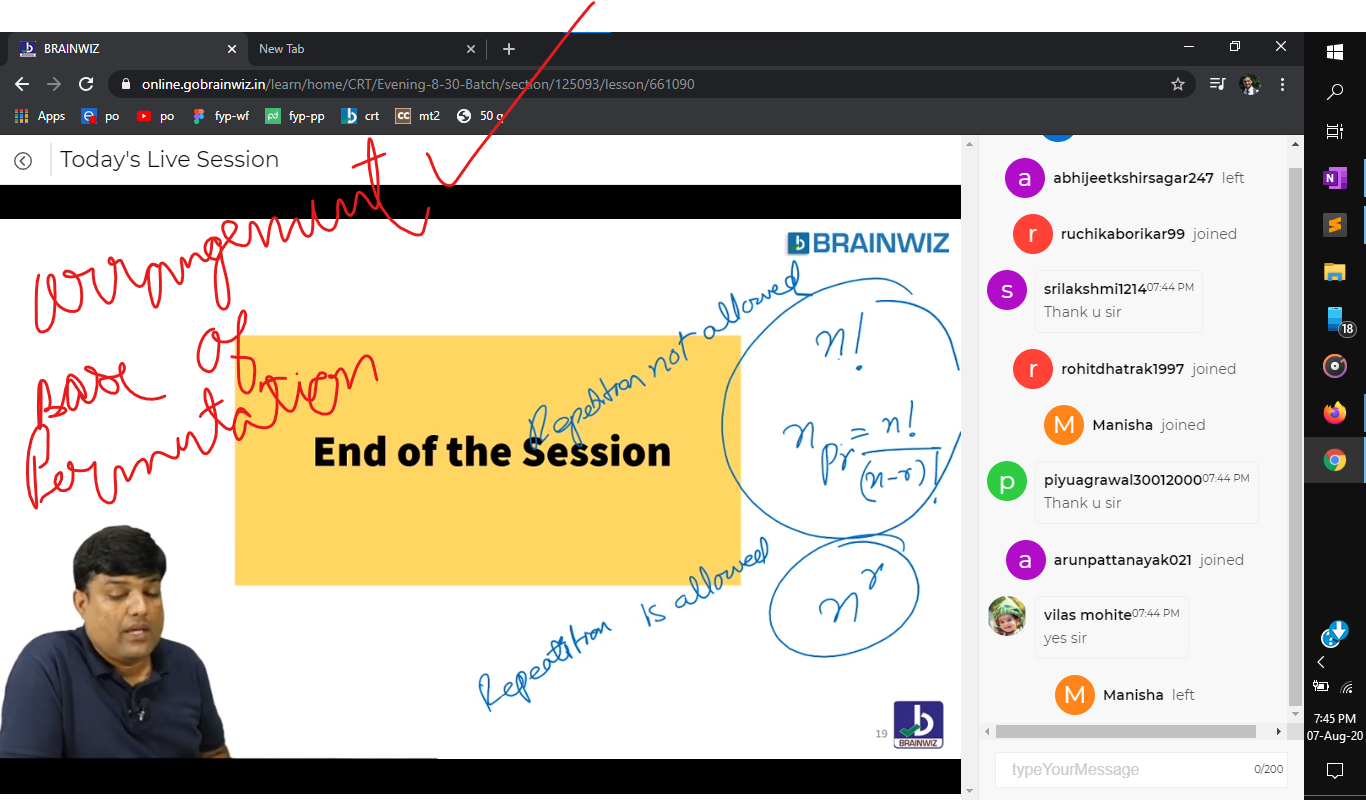 BRAINWIZ
New Tab
online.gobrainwiz.in/learn/home/CRT/Evening-8-30-Batch/section/125093/lesson/661090
Apps
po
po
fyp-wf
fyp-pp
crt
CC
mt2
50 q
Today's Live Session
Arrangement
Base of
Permutation
BRAINWIZ
Repetition not allowed
n!
nPr = n!/(n-r)!
End of the Session
Repeatition is allowed
n^r
19
BRAINWIZ
a abhijeetkshirsagar247 left
r ruchikaborikar99 joined
s srilakshmi1214 07:44 PM
Thank u sir
r rohitdhatrak1997 joined
M Manisha joined
p piyuagrawal30012000 07:44 PM
Thank u sir
a arunpattanayak021 joined
vilas mohite 07:44 PM
yes sir
M Manisha left
typeYourMessage 0/200
18
7:45 PM
07-Aug-20